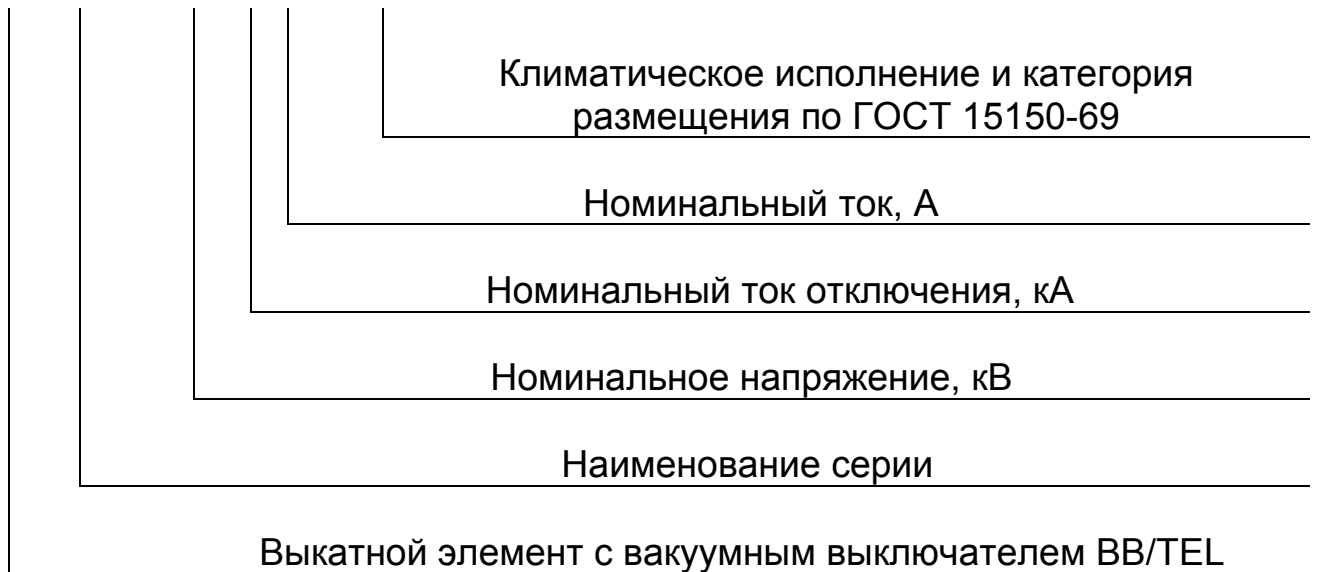 Климатическое исполнение и категория
размещения по ГОСТ 15150-69
Номинальный ток, А
Номинальный ток отключения, кА
Номинальное напряжение, кВ
Наименование серии
Выкатной элемент с вакуумным выключателем BB/TEL